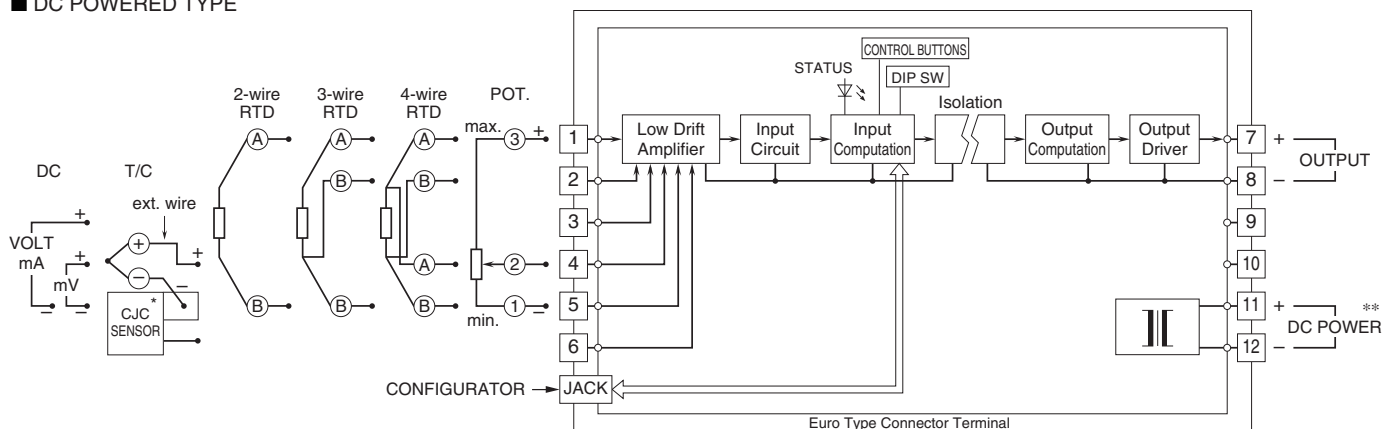 ■ DC POWERED TYPE
CONTROL BUTTONS
STATUS
DIP SW
Isolation
2-wire
RTD
3-wire
RTD
4-wire
RTD
POT.
max.
A
A
A
3
+
1
Low Drift
Amplifier
Input
Circuit
Input
Computation
Output
Computation
Output
Driver
7
+
OUTPUT
8
−
DC
T/C
ext. wire
B
B
2
3
9
VOLT
mA
+
+
mV
−
−
+
−
+
−
A
2
4
10
CJC
SENSOR
*
B
B
B
min.
1
−
5
6
11
+
**
DC POWER
12
−
CONFIGURATOR
JACK
Euro Type Connector Terminal